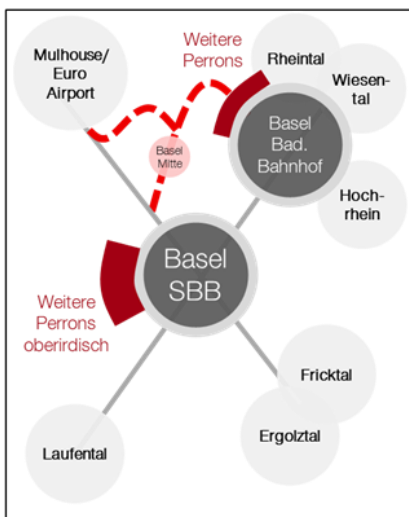 Mulhouse/
Euro
Airport
Weitere
Perrons
Rheintal
Wiesen-
tal
Basel
Bad.
Bahnhof
Basel
Mitte
Hoch-
rhein
Basel
SBB
Weitere
Perrons
oberirdisch
Fricktal
Ergolztal
Laufental